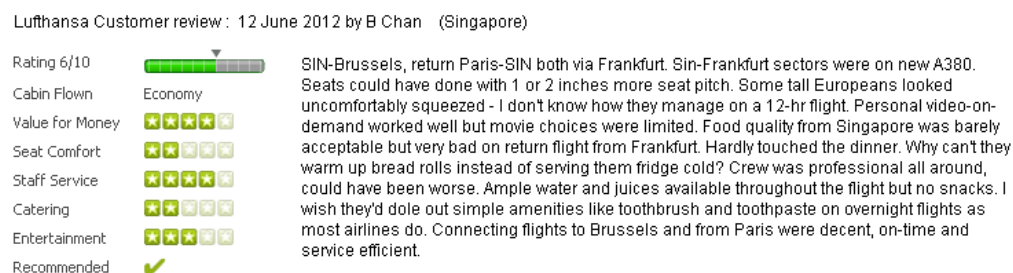 Lufthansa Customer review : 12 June 2012 by B Chan (Singapore)
Rating 6/10
Cabin Flown Economy
Value for Money
Seat Comfort
Staff Service
Catering
Entertainment
Recommended
SIN-Brussels, return Paris-SIN both via Frankfurt. Sin-Frankfurt sectors were on new A380.
Seats could have done with 1 or 2 inches more seat pitch. Some tall Europeans looked
uncomfortably squeezed - I don't know how they manage on a 12-hr flight. Personal video-on-
demand worked well but movie choices were limited. Food quality from Singapore was barely
acceptable but very bad on return flight from Frankfurt. Hardly touched the dinner. Why can't they
warm up bread rolls instead of serving them fridge cold? Crew was professional all around,
could have been worse. Ample water and juices available throughout the flight but no snacks. I
wish they'd dole out simple amenities like toothbrush and toothpaste on overnight flights as
most airlines do. Connecting flights to Brussels and from Paris were decent, on-time and
service efficient.